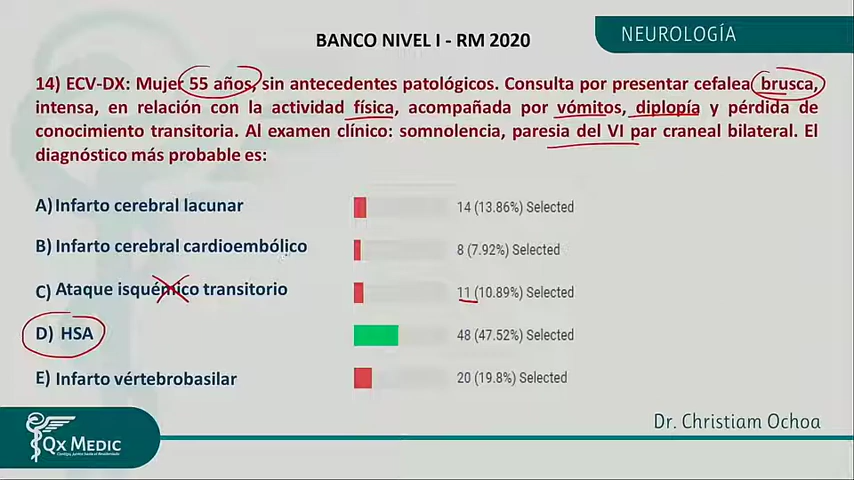 NEUROLOGÍA
BANCO NIVEL I - RM 2020
14) ECV-DX: Mujer 55 años, sin antecedentes patológicos. Consulta por presentar cefalea brusca,
intensa, en relación con la actividad física, acompañada por vómitos, diplopía y pérdida de
conocimiento transitoria. Al examen clínico: somnolencia, paresia del VI par craneal bilateral. El
diagnóstico más probable es:
A) Infarto cerebral lacunar 14 (13.86%) Selected
B) Infarto cerebral cardioembólico 8 (7.92%) Selected
C) Ataque isquémico transitorio 11 (10.89%) Selected
D) HSA 48 (47.52%) Selected
E) Infarto vértebrobasilar 20 (19.8%) Selected
Dr. Christiam Ochoa
QX MEDIC